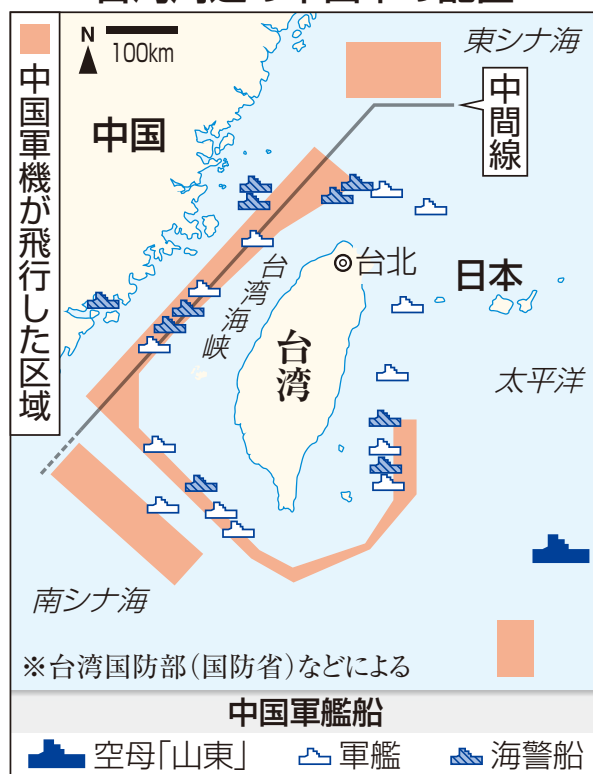 中国軍機が飛行した区域
N
100km
東シナ海
中国
中間線
台北
日本
台湾海峡
台湾
太平洋
南シナ海
※台湾国防部(国防省)などによる
中国軍艦船
空母「山東」
軍艦
海警船